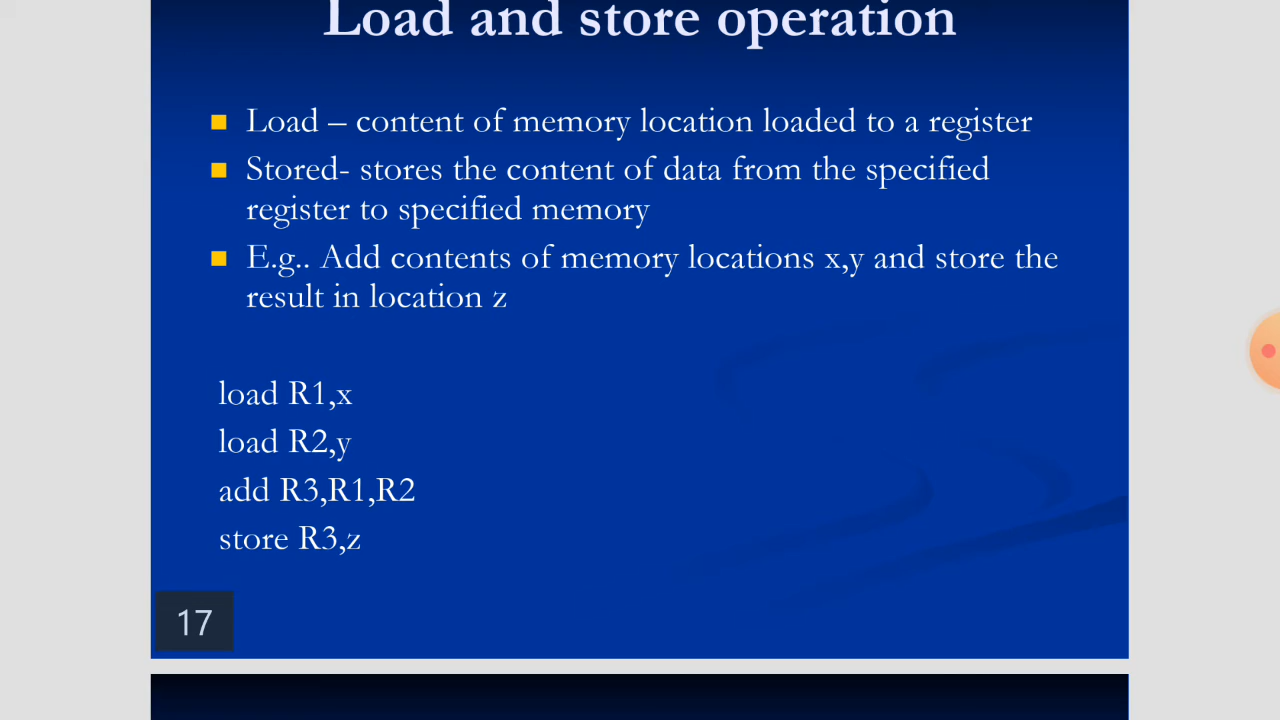 Load and store operation
Load – content of memory location loaded to a register
Stored- stores the content of data from the specified
register to specified memory
E.g.. Add contents of memory locations x,y and store the
result in location z
load R1,x
load R2,y
add R3,R1,R2
store R3,z
17